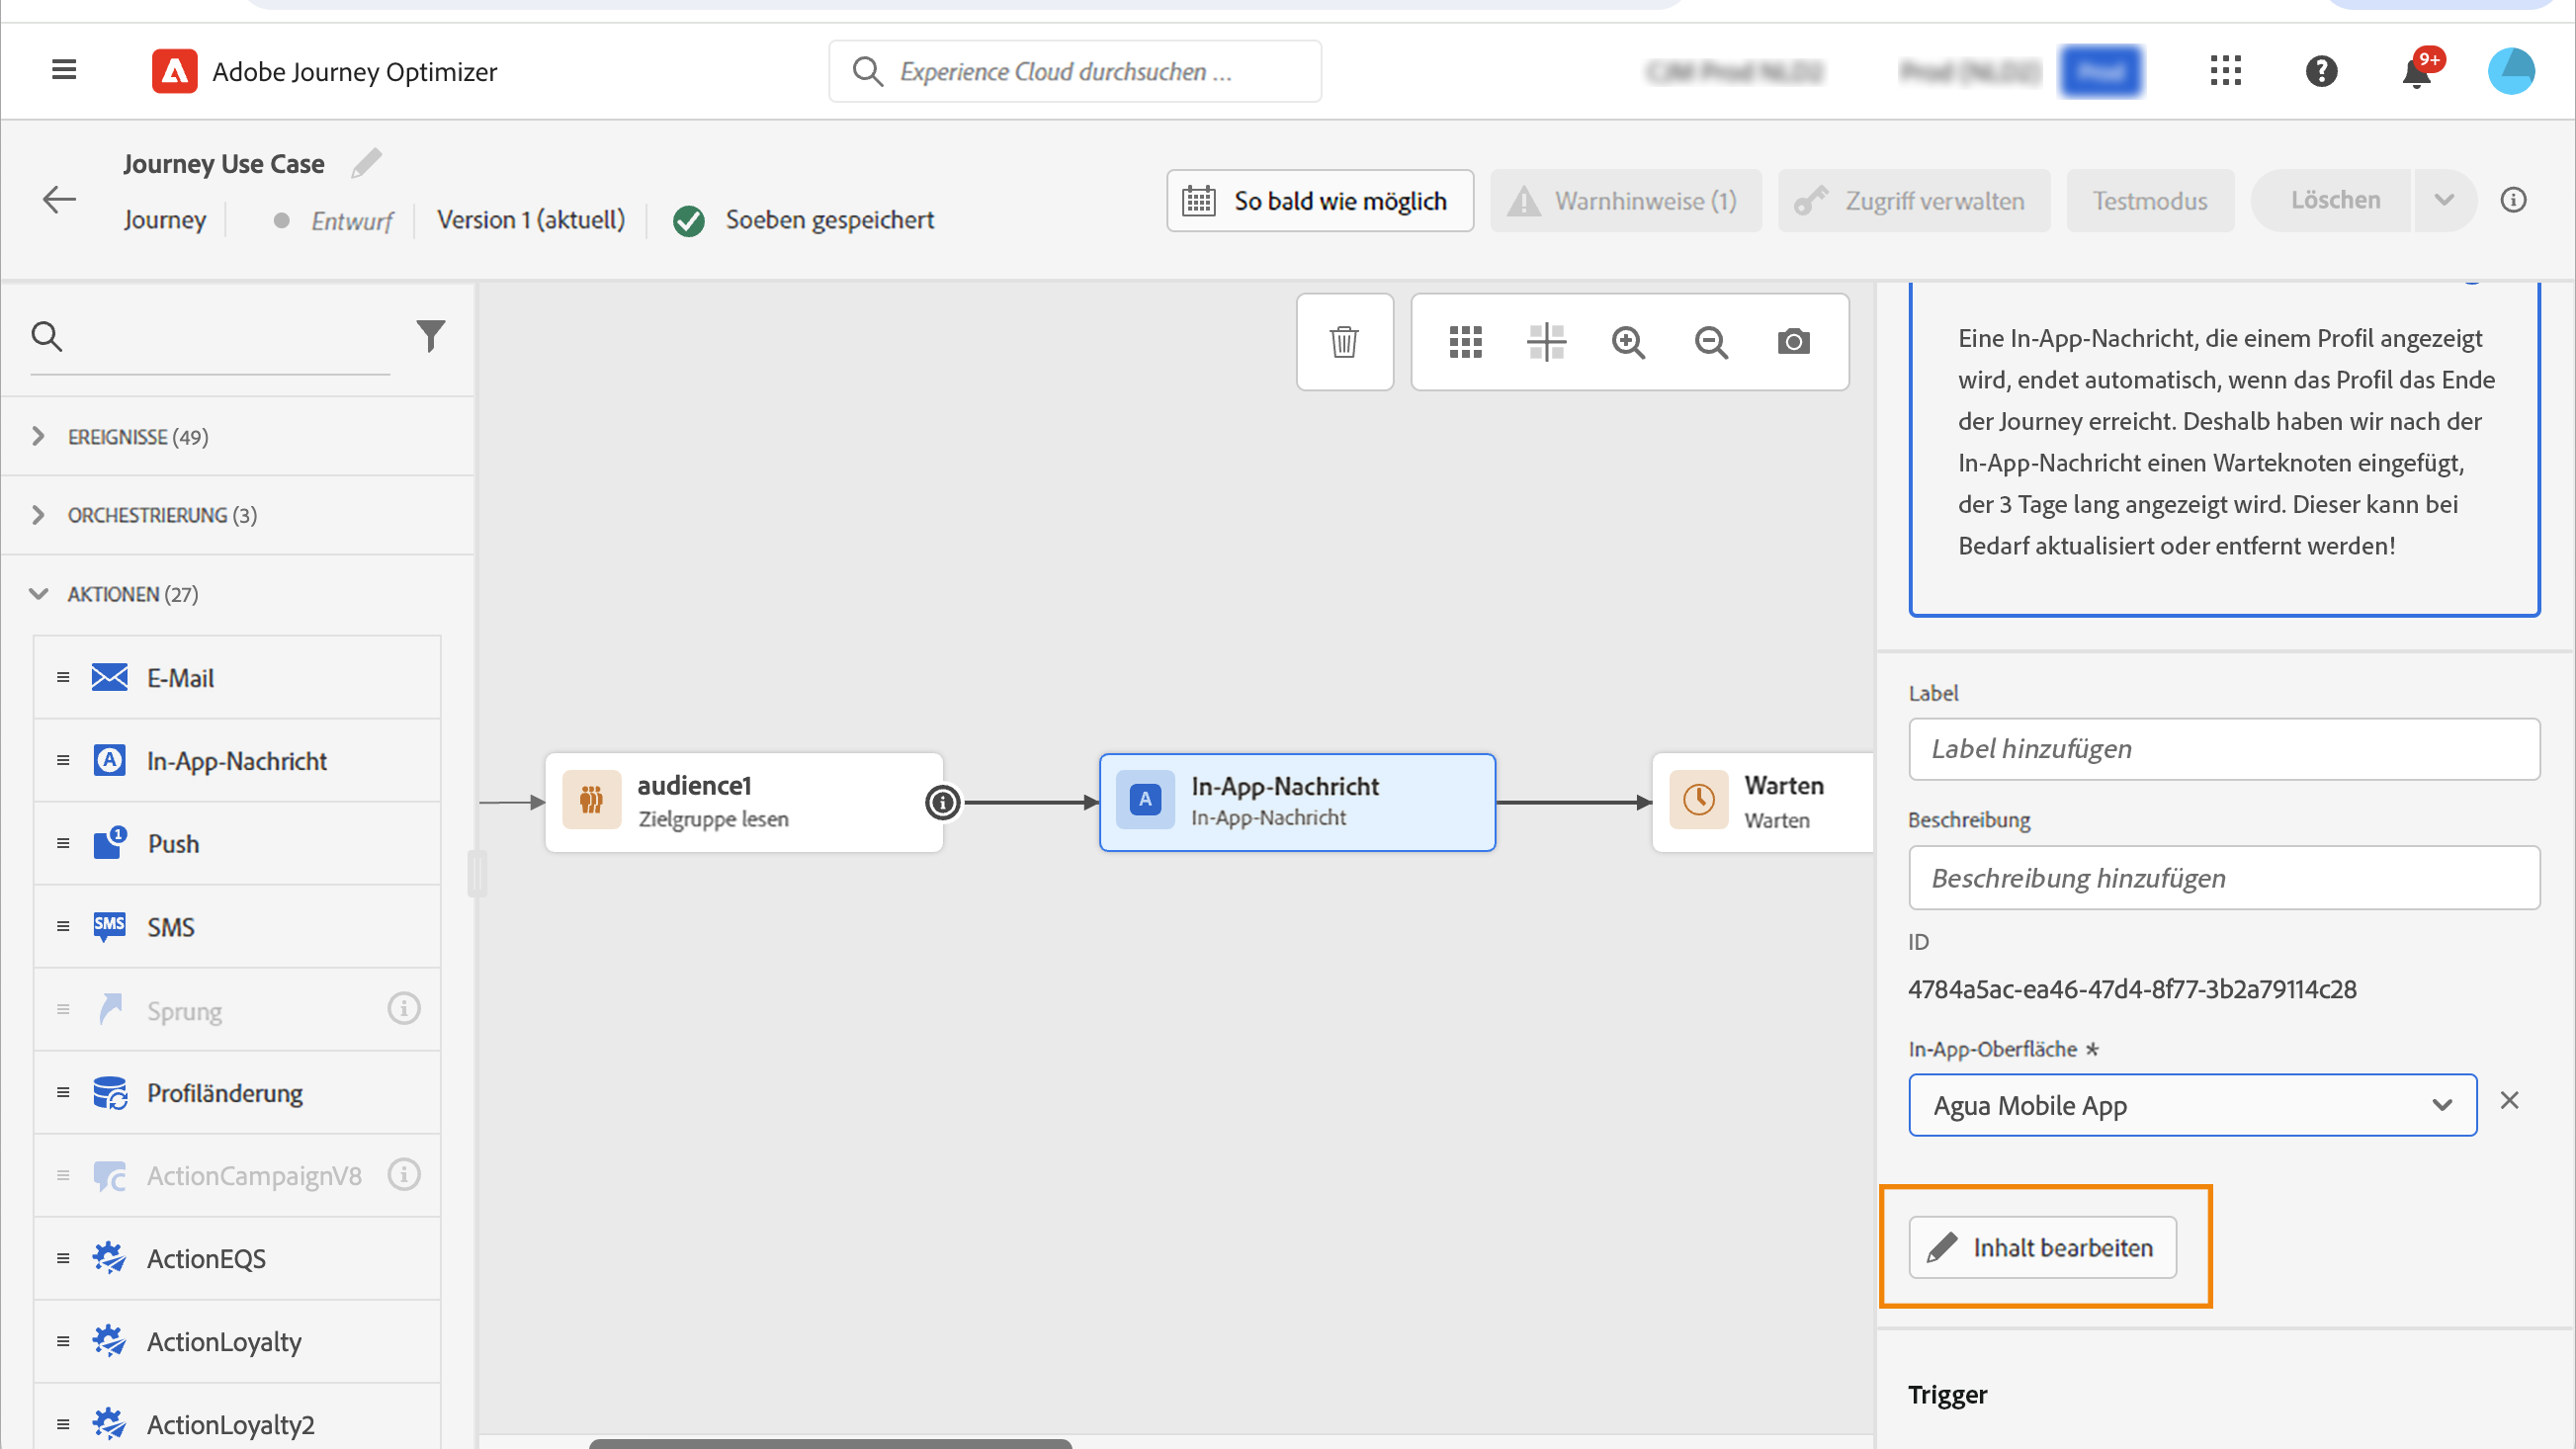 Adobe Journey Optimizer
Experience Cloud durchsuchen ...
9+
Journey Use Case
Journey
Entwurf
Version 1 (aktuell)
Soeben gespeichert
So bald wie möglich
Warnhinweise (1)
Zugriff verwalten
Testmodus
Löschen
EREIGNISSE (49)
ORCHESTRIERUNG (3)
AKTIONEN (27)
E-Mail
In-App-Nachricht
1
Push
SMS
SMS
Sprung
Profiländerung
ActionCampaignV8
ActionEQS
ActionLoyalty
ActionLoyalty2
audience1
Zielgruppe lesen
In-App-Nachricht
In-App-Nachricht
Warten
Warten
Eine In-App-Nachricht, die einem Profil angezeigt
wird, endet automatisch, wenn das Profil das Ende
der Journey erreicht. Deshalb haben wir nach der
In-App-Nachricht einen Warteknoten eingefügt,
der 3 Tage lang angezeigt wird. Dieser kann bei
Bedarf aktualisiert oder entfernt werden!
Label
Label hinzufügen
Beschreibung
Beschreibung hinzufügen
ID
4784a5ac-ea46-47d4-8f77-3b2a79114c28
In-App-Oberfläche *
Agua Mobile App
Inhalt bearbeiten
Trigger